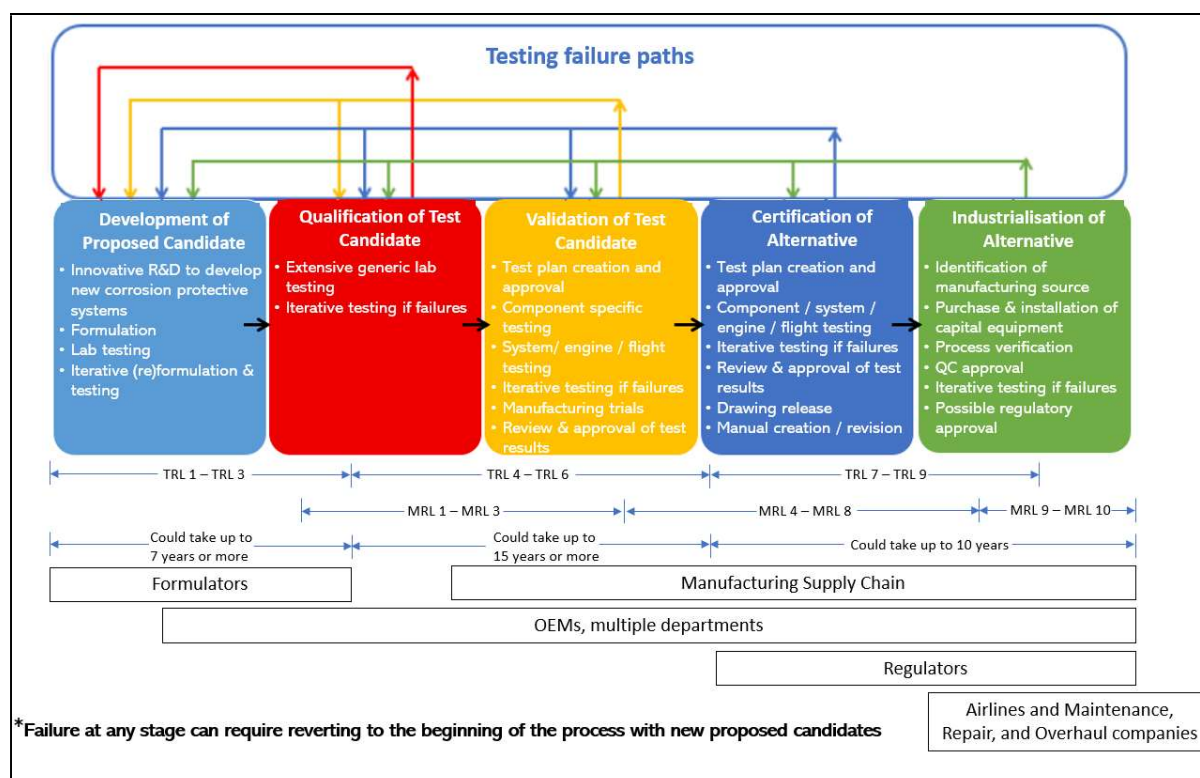 Testing failure paths
Development of
Proposed Candidate
• Innovative R&D to develop
new corrosion protective
systems
• Formulation
• Lab testing
• Iterative (re)formulation &
testing
Qualification of Test
Candidate
• Extensive generic lab
testing
• Iterative testing if failures
Validation of Test
Candidate
• Test plan creation and
approval
• Component specific
testing
• System/ engine / flight
testing
• Iterative testing if failures
• Manufacturing trials
• Review & approval of test
results
Certification of
Alternative
• Test plan creation and
approval
• Component / system /
engine / flight testing
• Iterative testing if failures
• Review & approval of test
results
• Drawing release
• Manual creation / revision
Industrialisation of
Alternative
• Identification of
manufacturing source
• Purchase & installation of
capital equipment
• Process verification
• QC approval
• Iterative testing if failures
• Possible regulatory
approval
TRL 1 – TRL 3
TRL 4 – TRL 6
TRL 7 – TRL 9
MRL 1 – MRL 3
MRL 4 – MRL 8
MRL 9 – MRL 10
Could take up to
7 years or more
Could take up to
15 years or more
Could take up to 10 years
Formulators
Manufacturing Supply Chain
OEMs, multiple departments
Regulators
Airlines and Maintenance,
Repair, and Overhaul companies
*Failure at any stage can require reverting to the beginning of the process with new proposed candidates